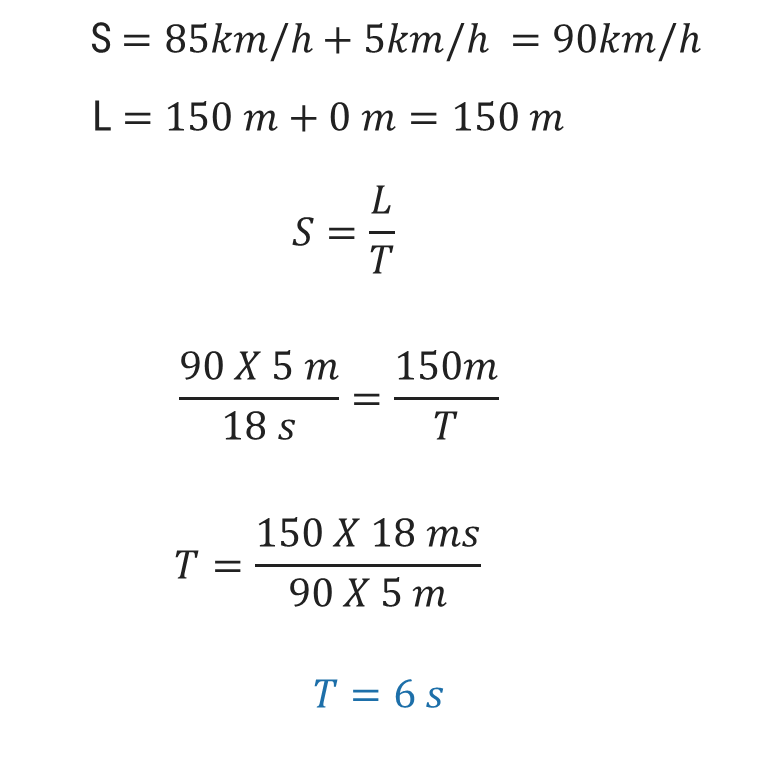 S = 85km/h + 5km/h = 90km/h
L = 150 m + 0 m = 150 m
S = L/T
90 X 5 m / 18 s = 150m / T
T = 150 X 18 ms / 90 X 5 m
T = 6 s